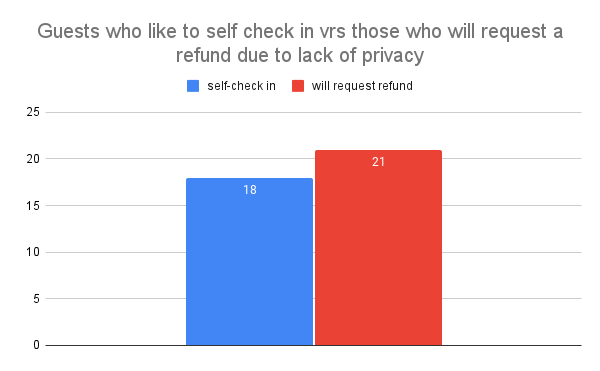 Guests who like to self check in vrs those who will request a
refund due to lack of privacy
self-check in will request refund
25
20
15
10
5
0
18
21